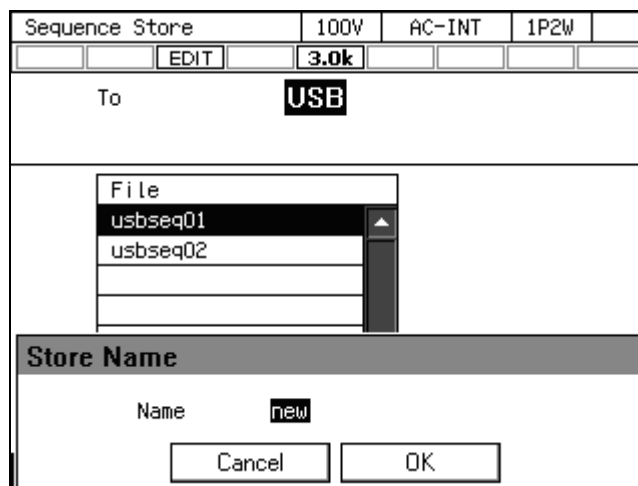 Sequence Store 100V AC-INT 1P2W
EDIT 3.0k
To USB
File
usbseq01
usbseq02
Store Name
Name new
Cancel OK